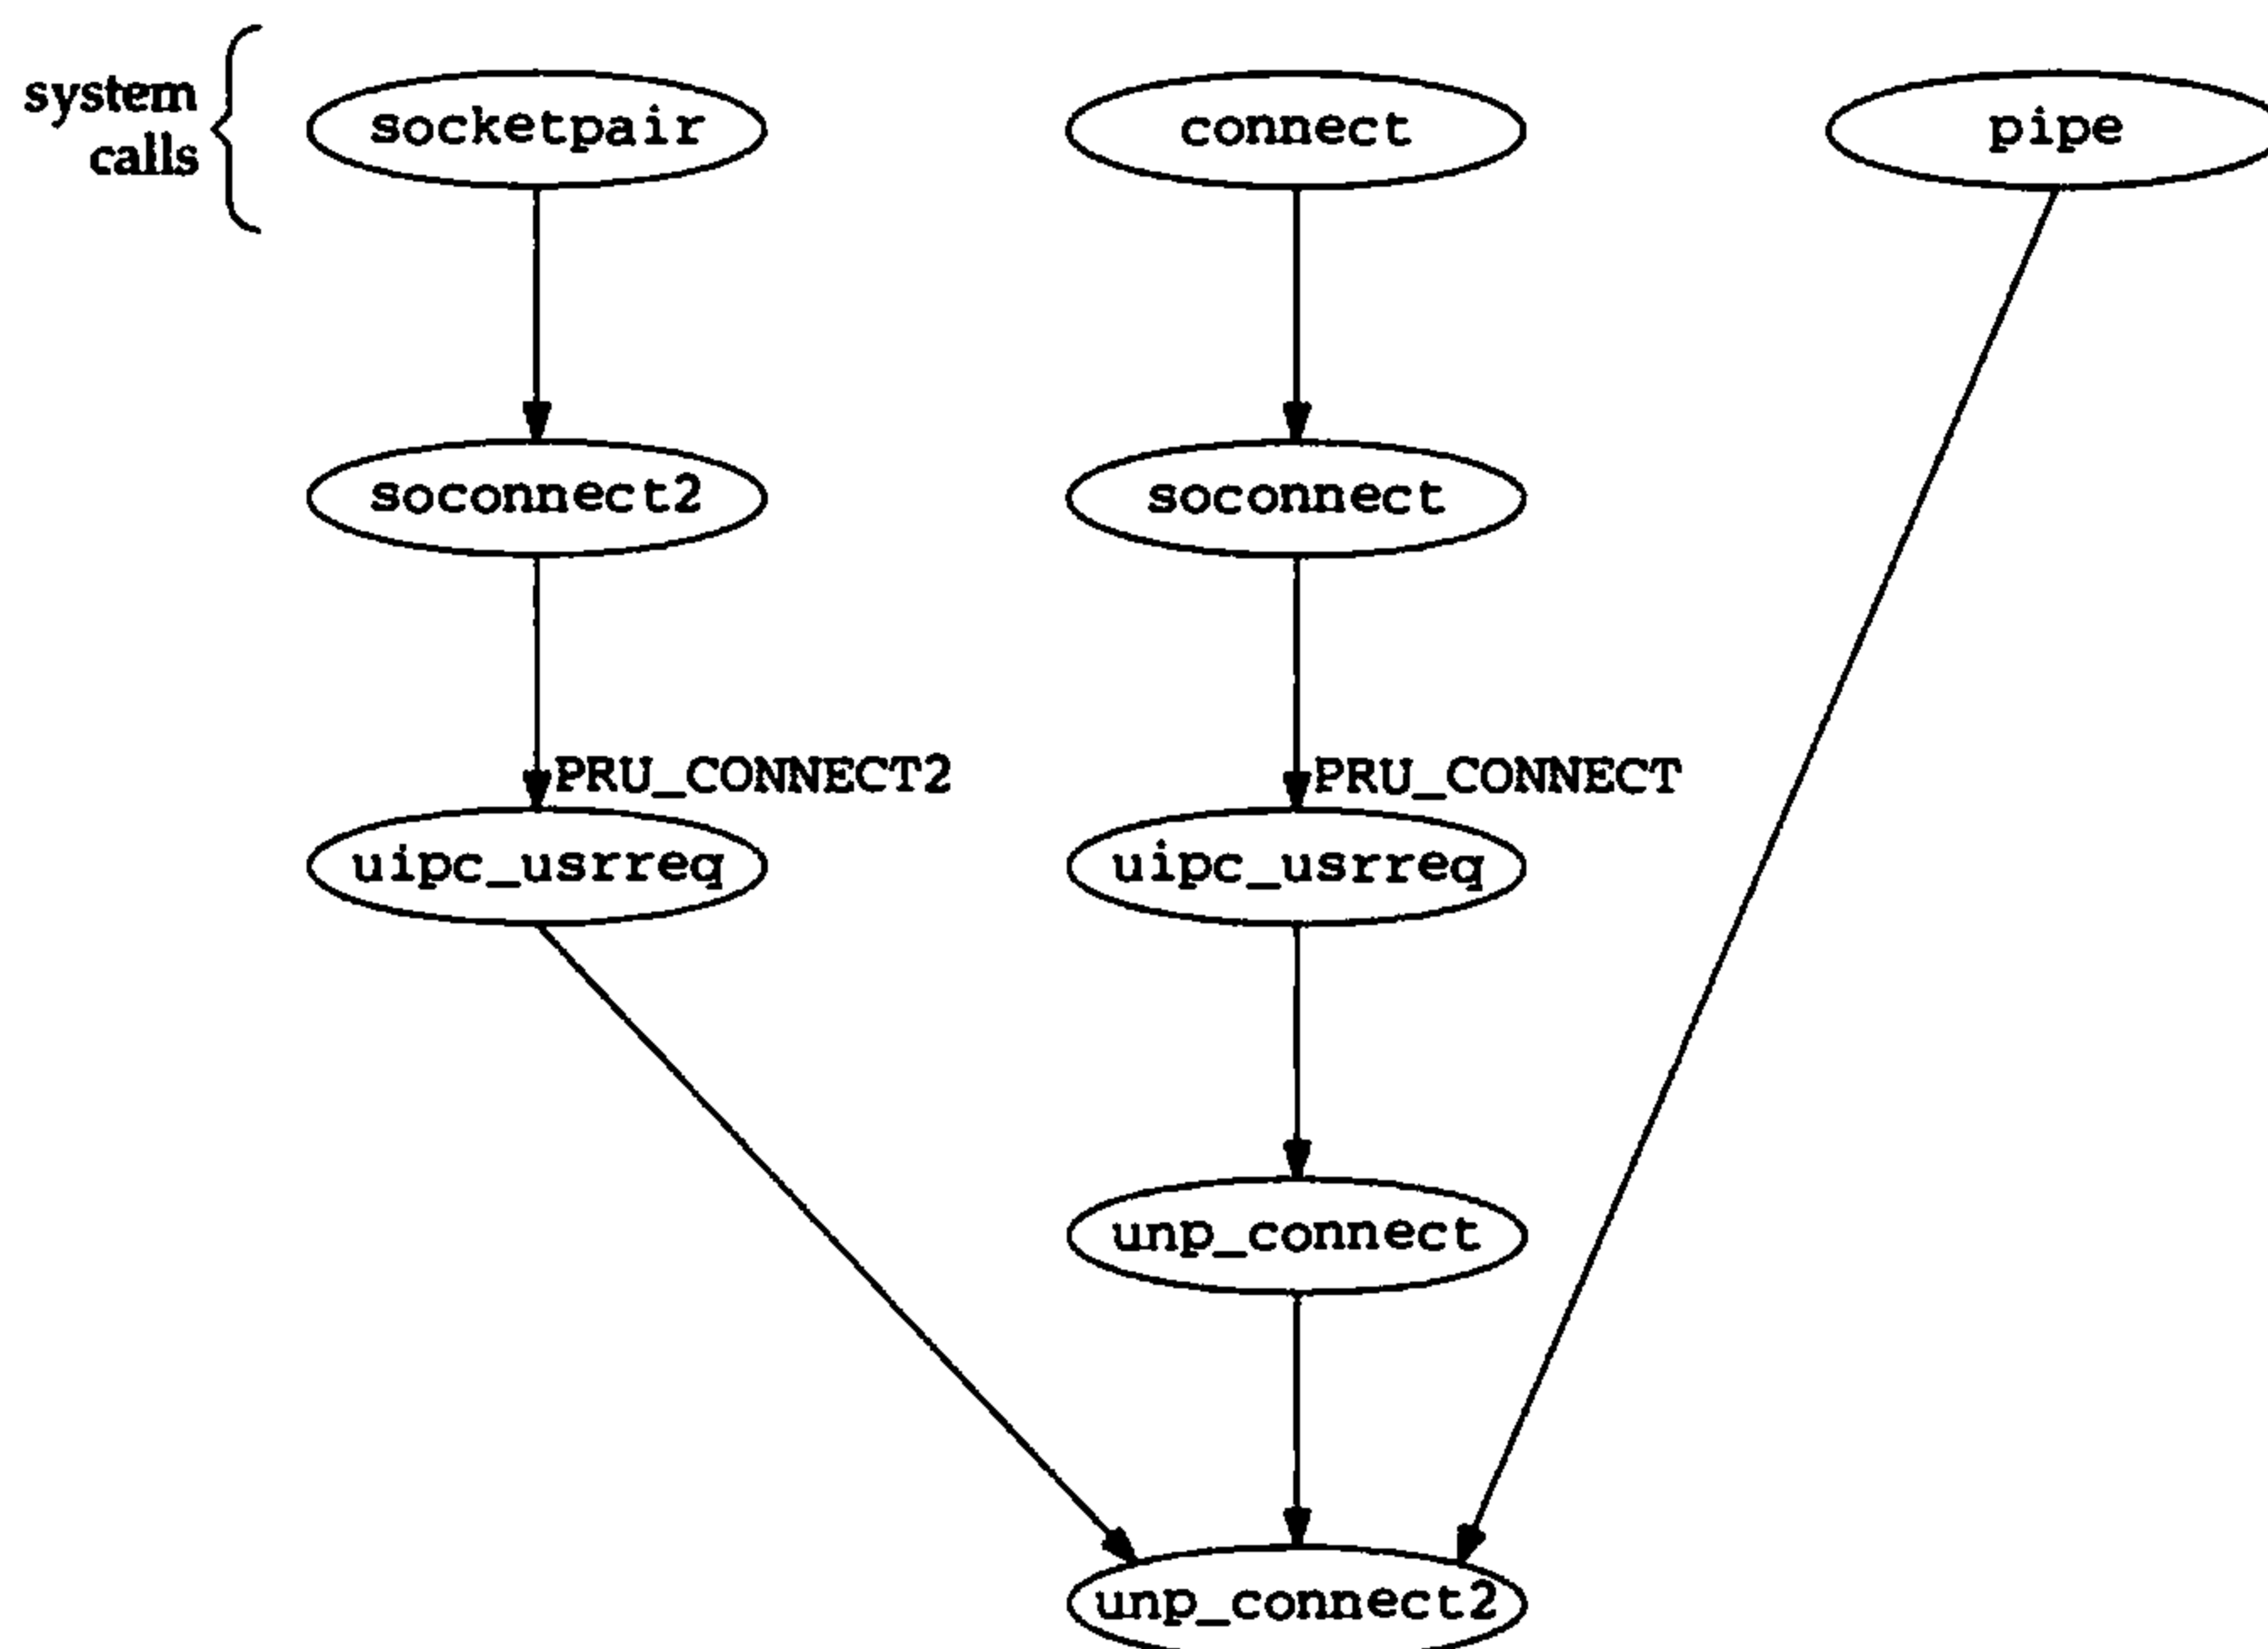 system
calls
socketpair
connect
pipe
soconnect2
soconnect
PRU_CONNECT2
PRU_CONNECT
uipc_usrreq
uipc_usrreq
unp_connect
unp_connect2